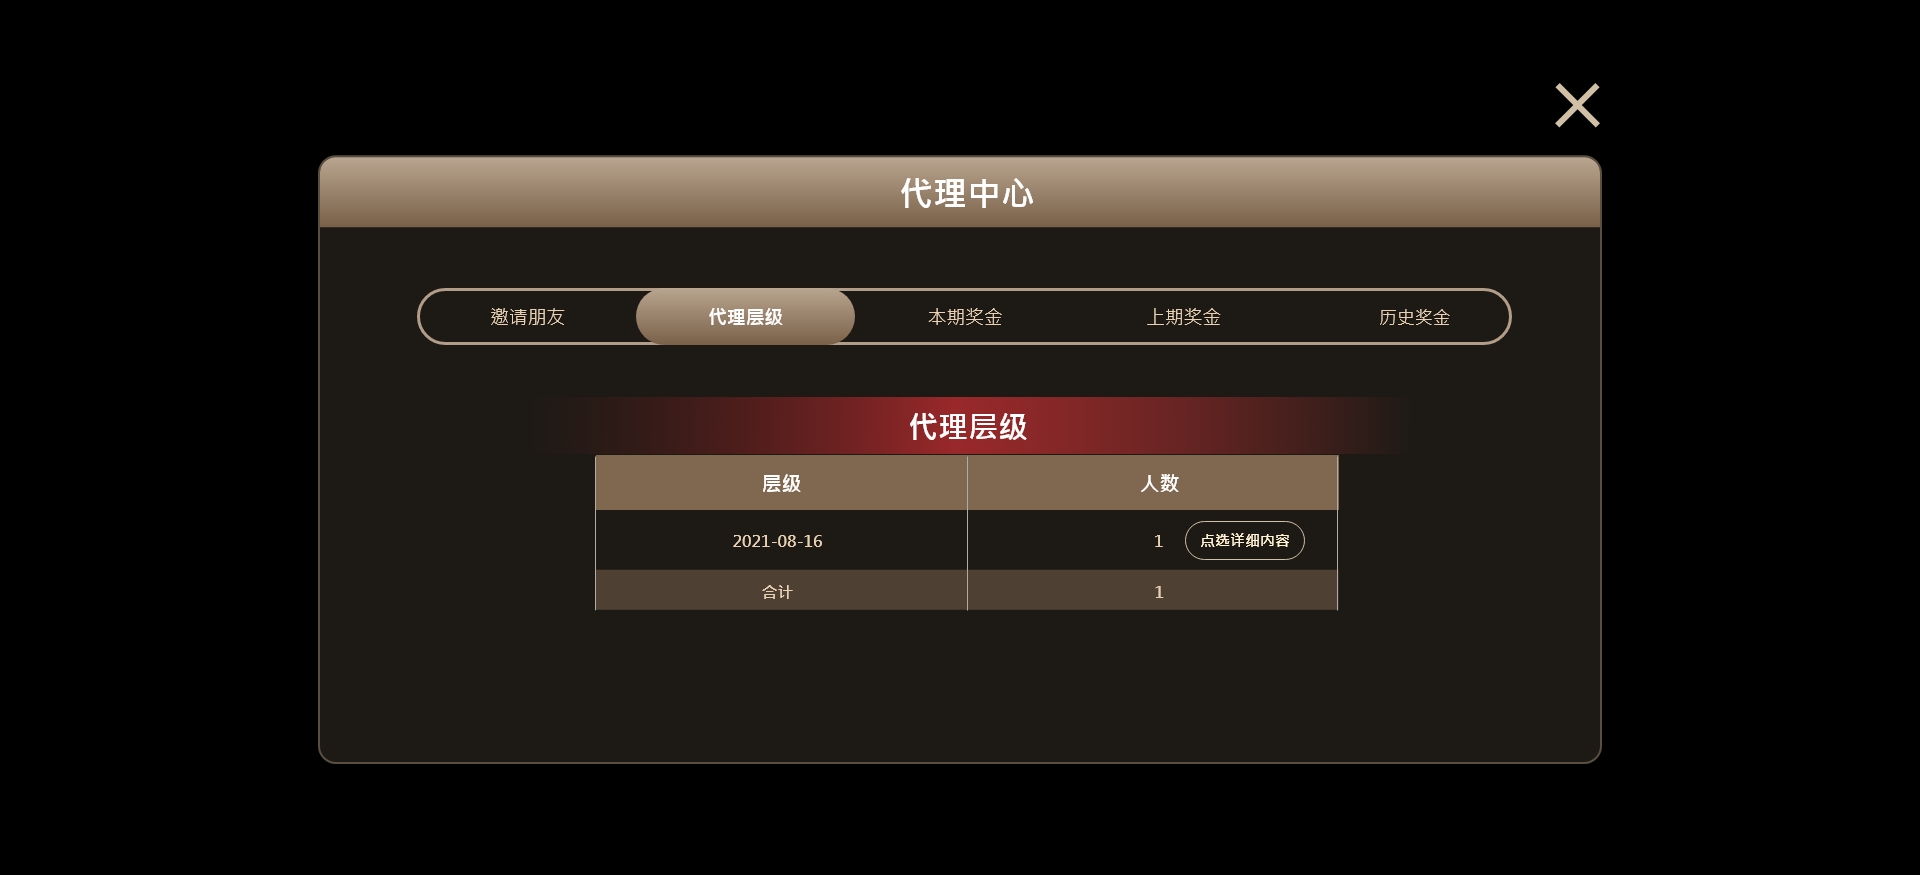 代理中心
邀请朋友 代理层级 本期奖金 上期奖金 历史奖金
代理层级
层级 人数
2021-08-16 1 点选详细内容
合计 1